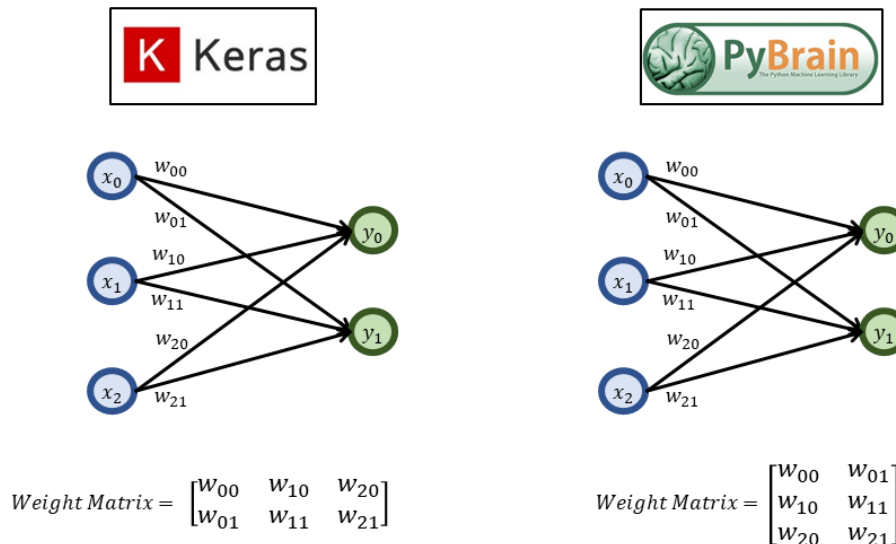 K Keras
PyBrain
The Python Machine Learning Library
x₀ w₀₀
w₀₁
y₀
w₁₀
x₁
w₁₁
y₁
w₂₀
x₂
w₂₁
x₀ w₀₀
w₀₁
y₀
w₁₀
x₁
w₁₁
y₁
w₂₀
x₂
w₂₁
Weight Matrix = [w₀₀ w₁₀ w₂₀]
[w₀₁ w₁₁ w₂₁]
Weight Matrix = [w₀₀ w₀₁]
[w₁₀ w₁₁]
[w₂₀ w₂₁]